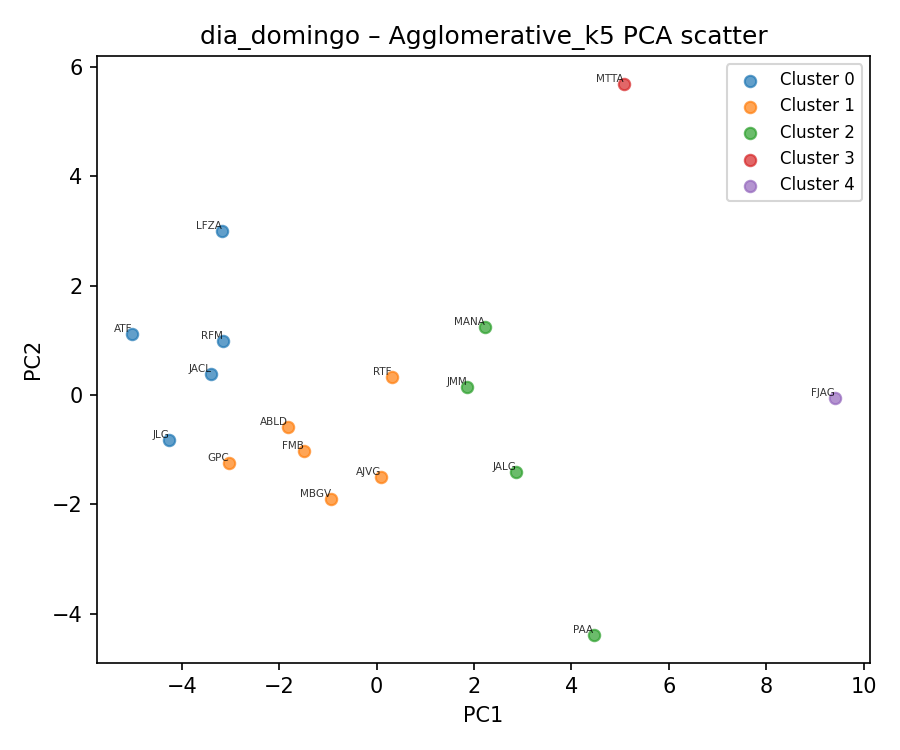 dia_domingo – Agglomerative_k5 PCA scatter
6
4
2
0
−2
−4
PC2
MTTA
LFZA
ATF
RFM
JACL
JLG
MANA
RTF
JMM
FJAG
ABLD
FMB
GPC
AJVG
MBGV
JALG
PAA
Cluster 0
Cluster 1
Cluster 2
Cluster 3
Cluster 4
−4
−2
0
2
4
6
8
10
PC1